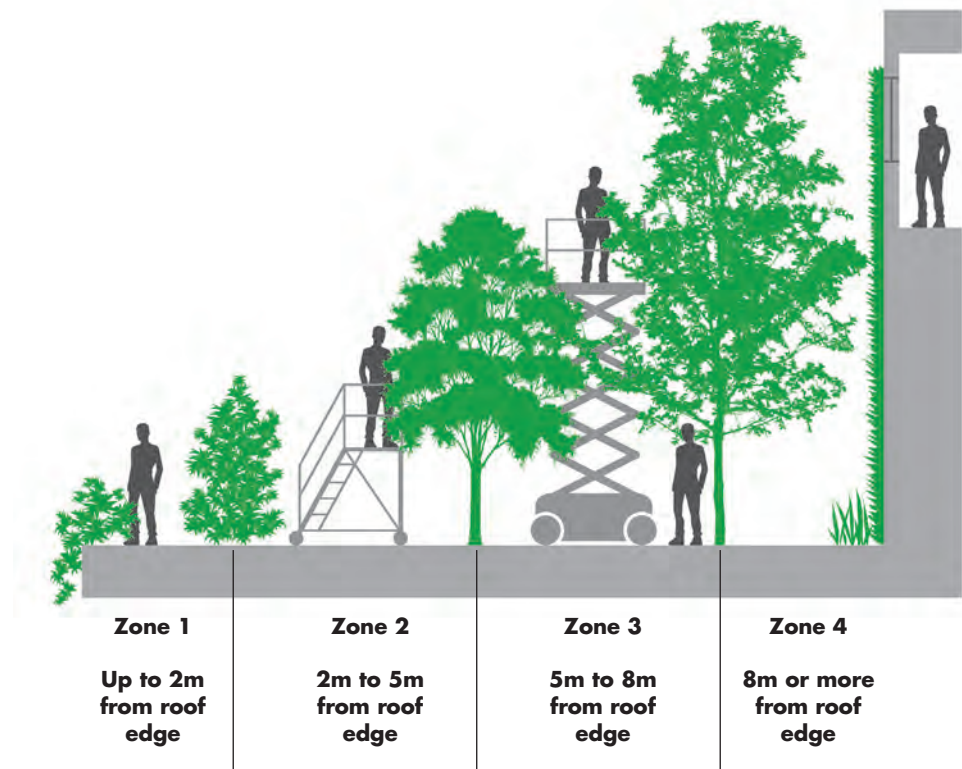 Zone 1
Up to 2m
from roof
edge
Zone 2
2m to 5m
from roof
edge
Zone 3
5m to 8m
from roof
edge
Zone 4
8m or more
from roof
edge